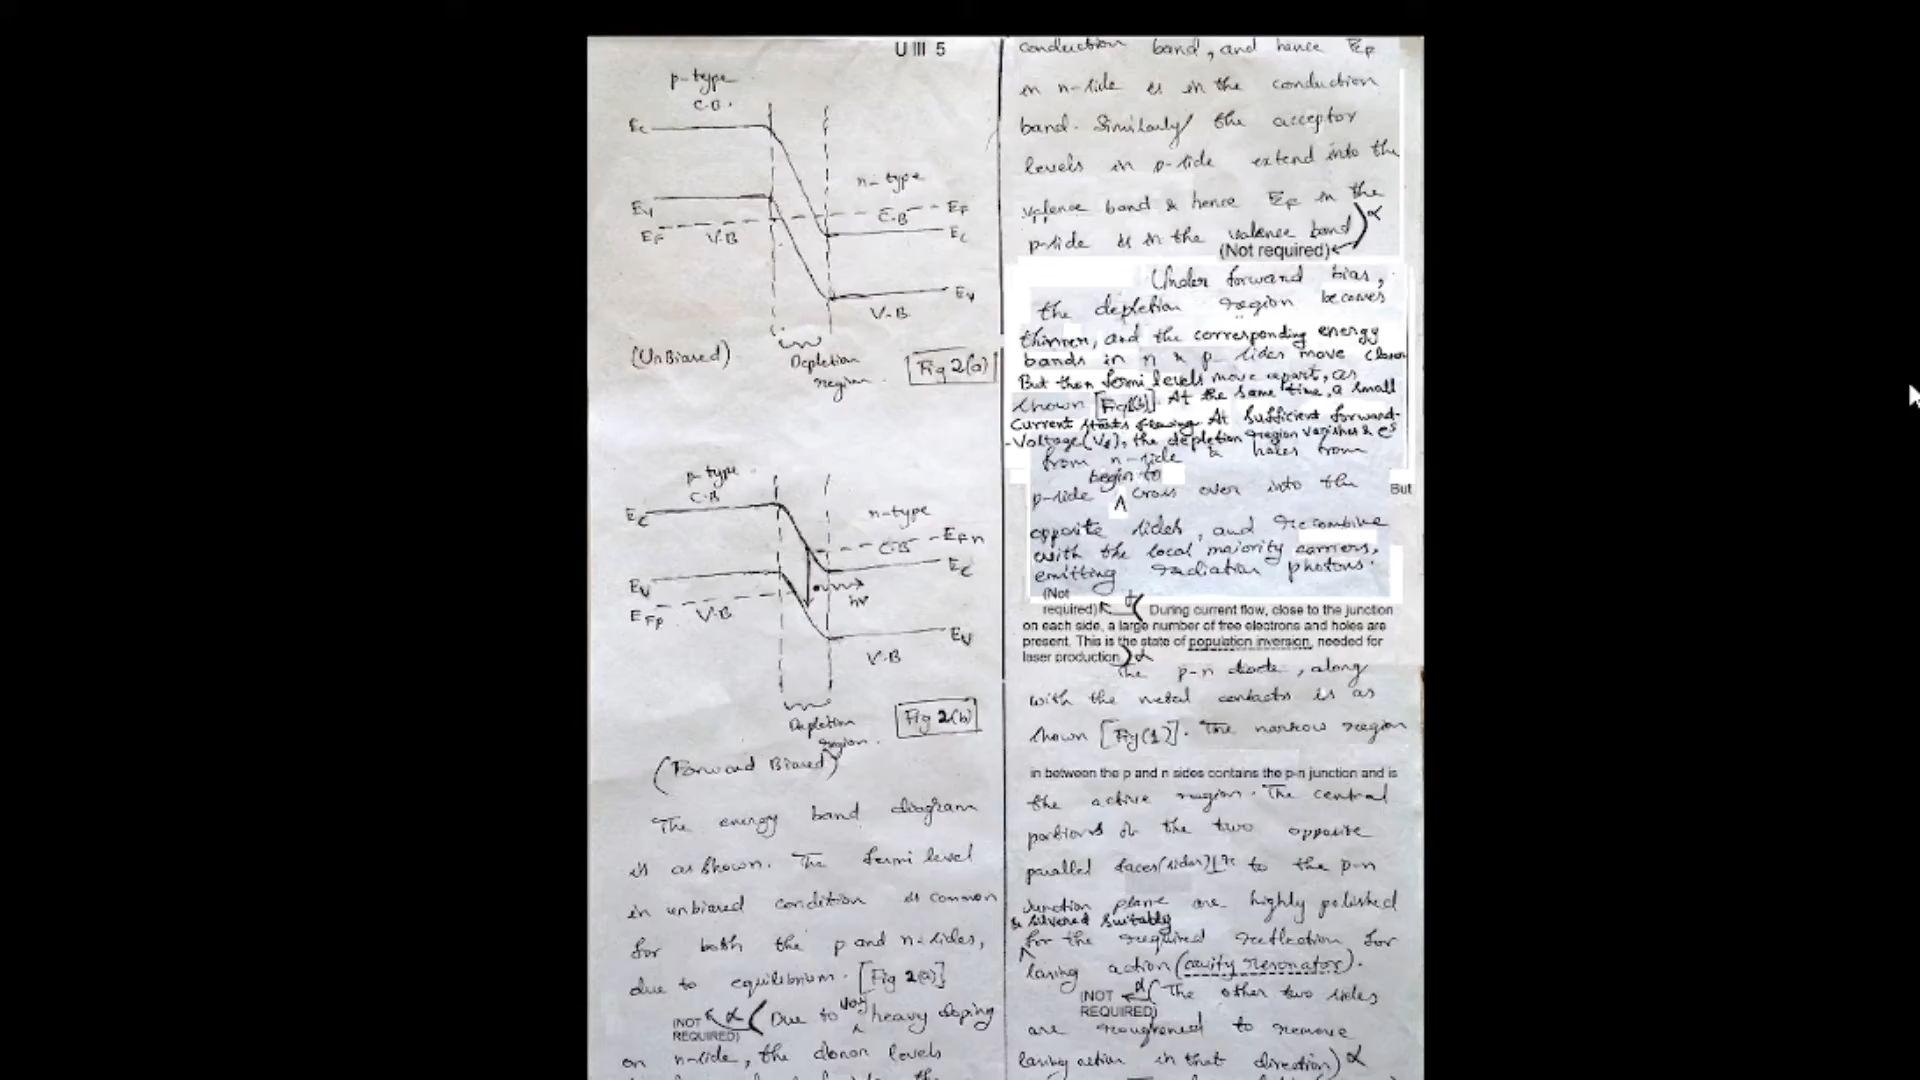 U III 5
p-type
C.B.
Ec
n-type
Ev
C-B
EF
EF
V-B
Ec
Ev
V-B
(UnBiased)
Depletion
region.
Fig 2(a)
p-type
C-B
Ec
n-type
C-B
EFn
Ec
Ev
hν
EFp
V-B
Ev
V-B
Depletion
region.
Fig 2(b)
(Forward Biased)
The energy band diagram
is as shown. The fermi level
in unbiased condition is common
for both the p and n-sides,
due to equilibrium. [Fig 2(a)]
(NOT
REQUIRED)
(Due to very heavy doping
on n-side, the donor levels
conduction band, and hence EF
in n-side is in the conduction
band. Similarly the acceptor
levels in p-side extend into the
valence band & hence EF in the
p-side is in the valence band)
(Not required)
Under forward bias,
the depletion region becomes
thinner, and the corresponding energy
bands in n & p sides move closer
But then fermi levels move apart, as
shown [Fig 2(b)]. At the same time, a small
current starts flowing. At sufficient forward-
-Voltage(Vf), the depletion region vanishes & es
from n-side & holes from
begin to
p-side ^ cross over into the
But
opposite sides, and recombine
with the local majority carriers,
emitting radiation photons.
(Not
required)
( During current flow, close to the junction
on each side, a large number of free electrons and holes are
present. This is the state of population inversion, needed for
laser production)
The p-n diode, along
with the metal contacts is as
shown [Fig(1)]. The narrow region
in between the p and n sides contains the p-n junction and is
the active region. The central
portions of the two opposite
parallel faces(sides) ⊥r to the p-n
junction plane are highly polished
& silvered suitably
for the required reflection for
lasing action (cavity resonator).
(NOT
REQUIRED)
(The other two sides
are roughened to remove
lasing action in that direction)